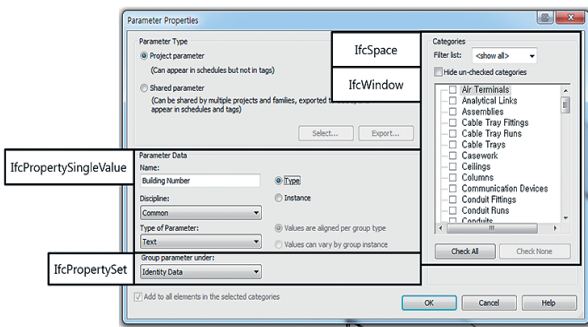 Parameter Properties
Parameter Type
Project parameter
(Can appear in schedules but not in tags)
Shared parameter
(Can be shared by multiple projects and families, exported to
appear in schedules and tags)
Select...
Export...
IfcSpace
IfcWindow
IfcPropertySingleValue
Parameter Data
Name:
Building Number
Type
Discipline:
Instance
Common
Type of Parameter:
Values are aligned per group type
Text
Values can vary by group instance
IfcPropertySet
Group parameter under:
Identity Data
Add to all elements in the selected categories
Categories
Filter list:
<show all>
Hide un-checked categories
Air Terminals
Analytical Links
Assemblies
Cable Tray Fittings
Cable Tray Runs
Cable Trays
Casework
Ceilings
Columns
Communication Devices
Conduit Fittings
Conduit Runs
Conduits
Check All
Check None
OK
Cancel
Help